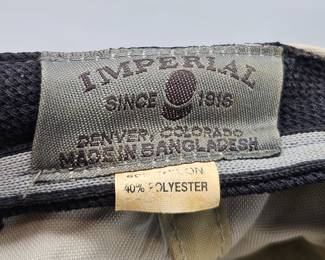 IMPERIAL
SINCE 1916
DENVER, COLORADO
MADE IN BANGLADESH
40% POLYESTER